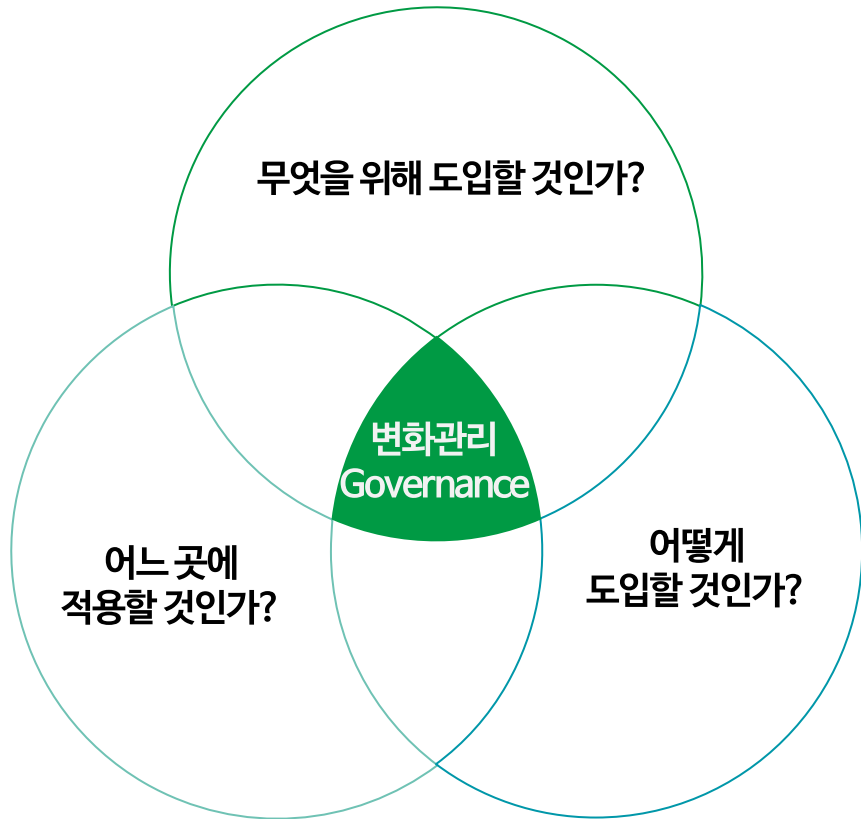 무엇을 위해 도입할 것인가?
변화관리
Governance
어느 곳에
적용할 것인가?
어떻게
도입할 것인가?